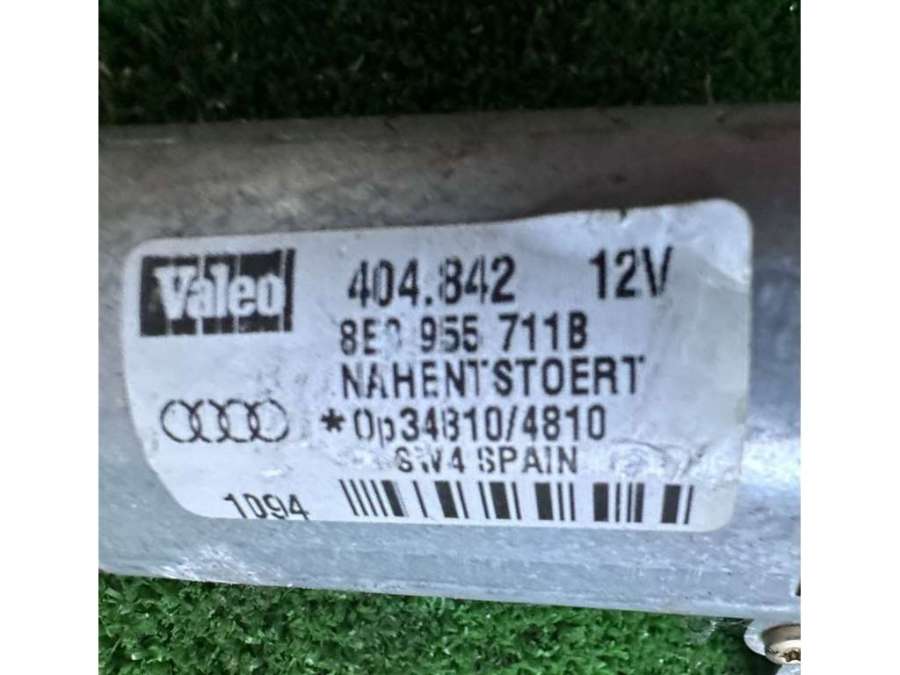 Valeo 404.842 12V
8E9 955 711B
NAHENTSTOERT
*0p34810/4810
SW4 SPAIN
1094